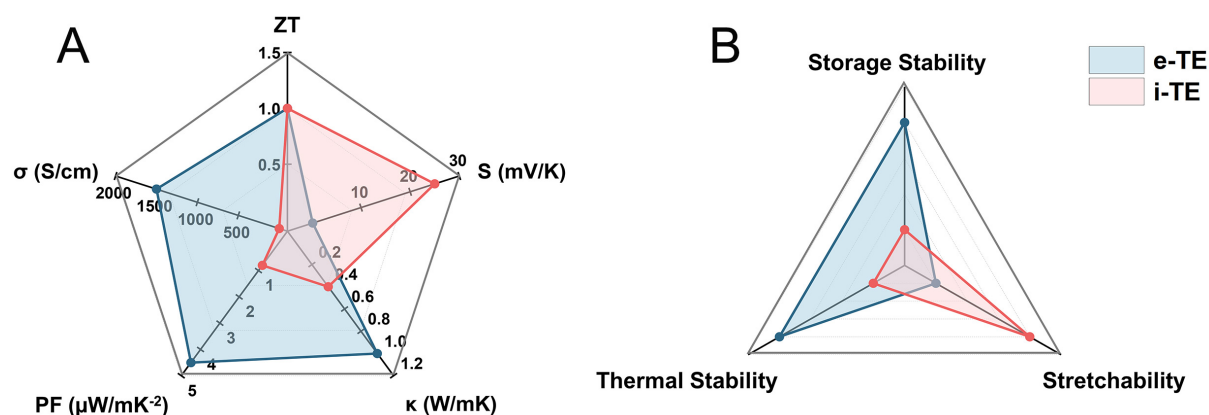 A
ZT
1.5
1.0
0.5
σ (S/cm)
2000
1500
1000
500
S (mV/K)
30
20
10
0.2
0.4
0.6
0.8
1.0
1.2
κ (W/mK)
1
2
3
4
5
PF (µW/mK-2)
B
Storage Stability
Thermal Stability
Stretchability
e-TE
i-TE